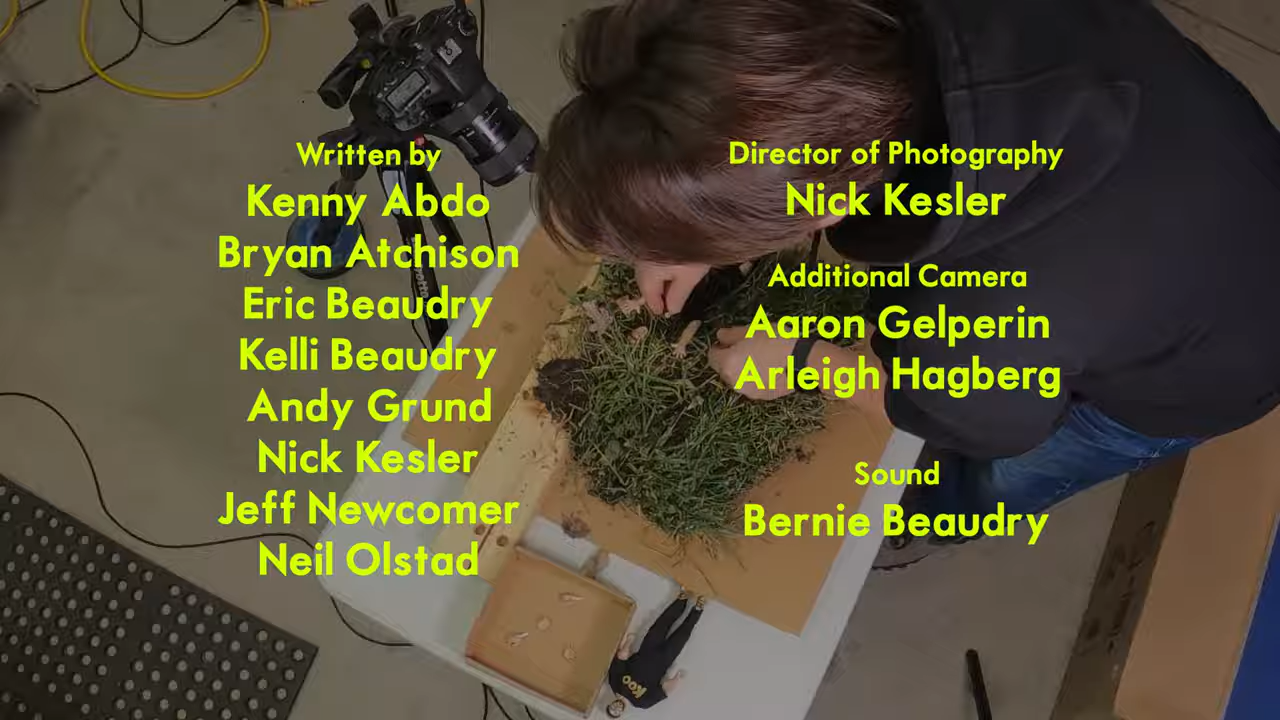 Written by
Kenny Abdo
Bryan Atchison
Eric Beaudry
Kelli Beaudry
Andy Grund
Nick Kesler
Jeff Newcomer
Neil Olstad
Director of Photography
Nick Kesler
Additional Camera
Aaron Gelperin
Arleigh Hagberg
Sound
Bernie Beaudry
Koo